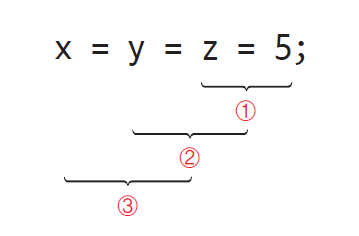 x = y = z = 5;
①
②
③